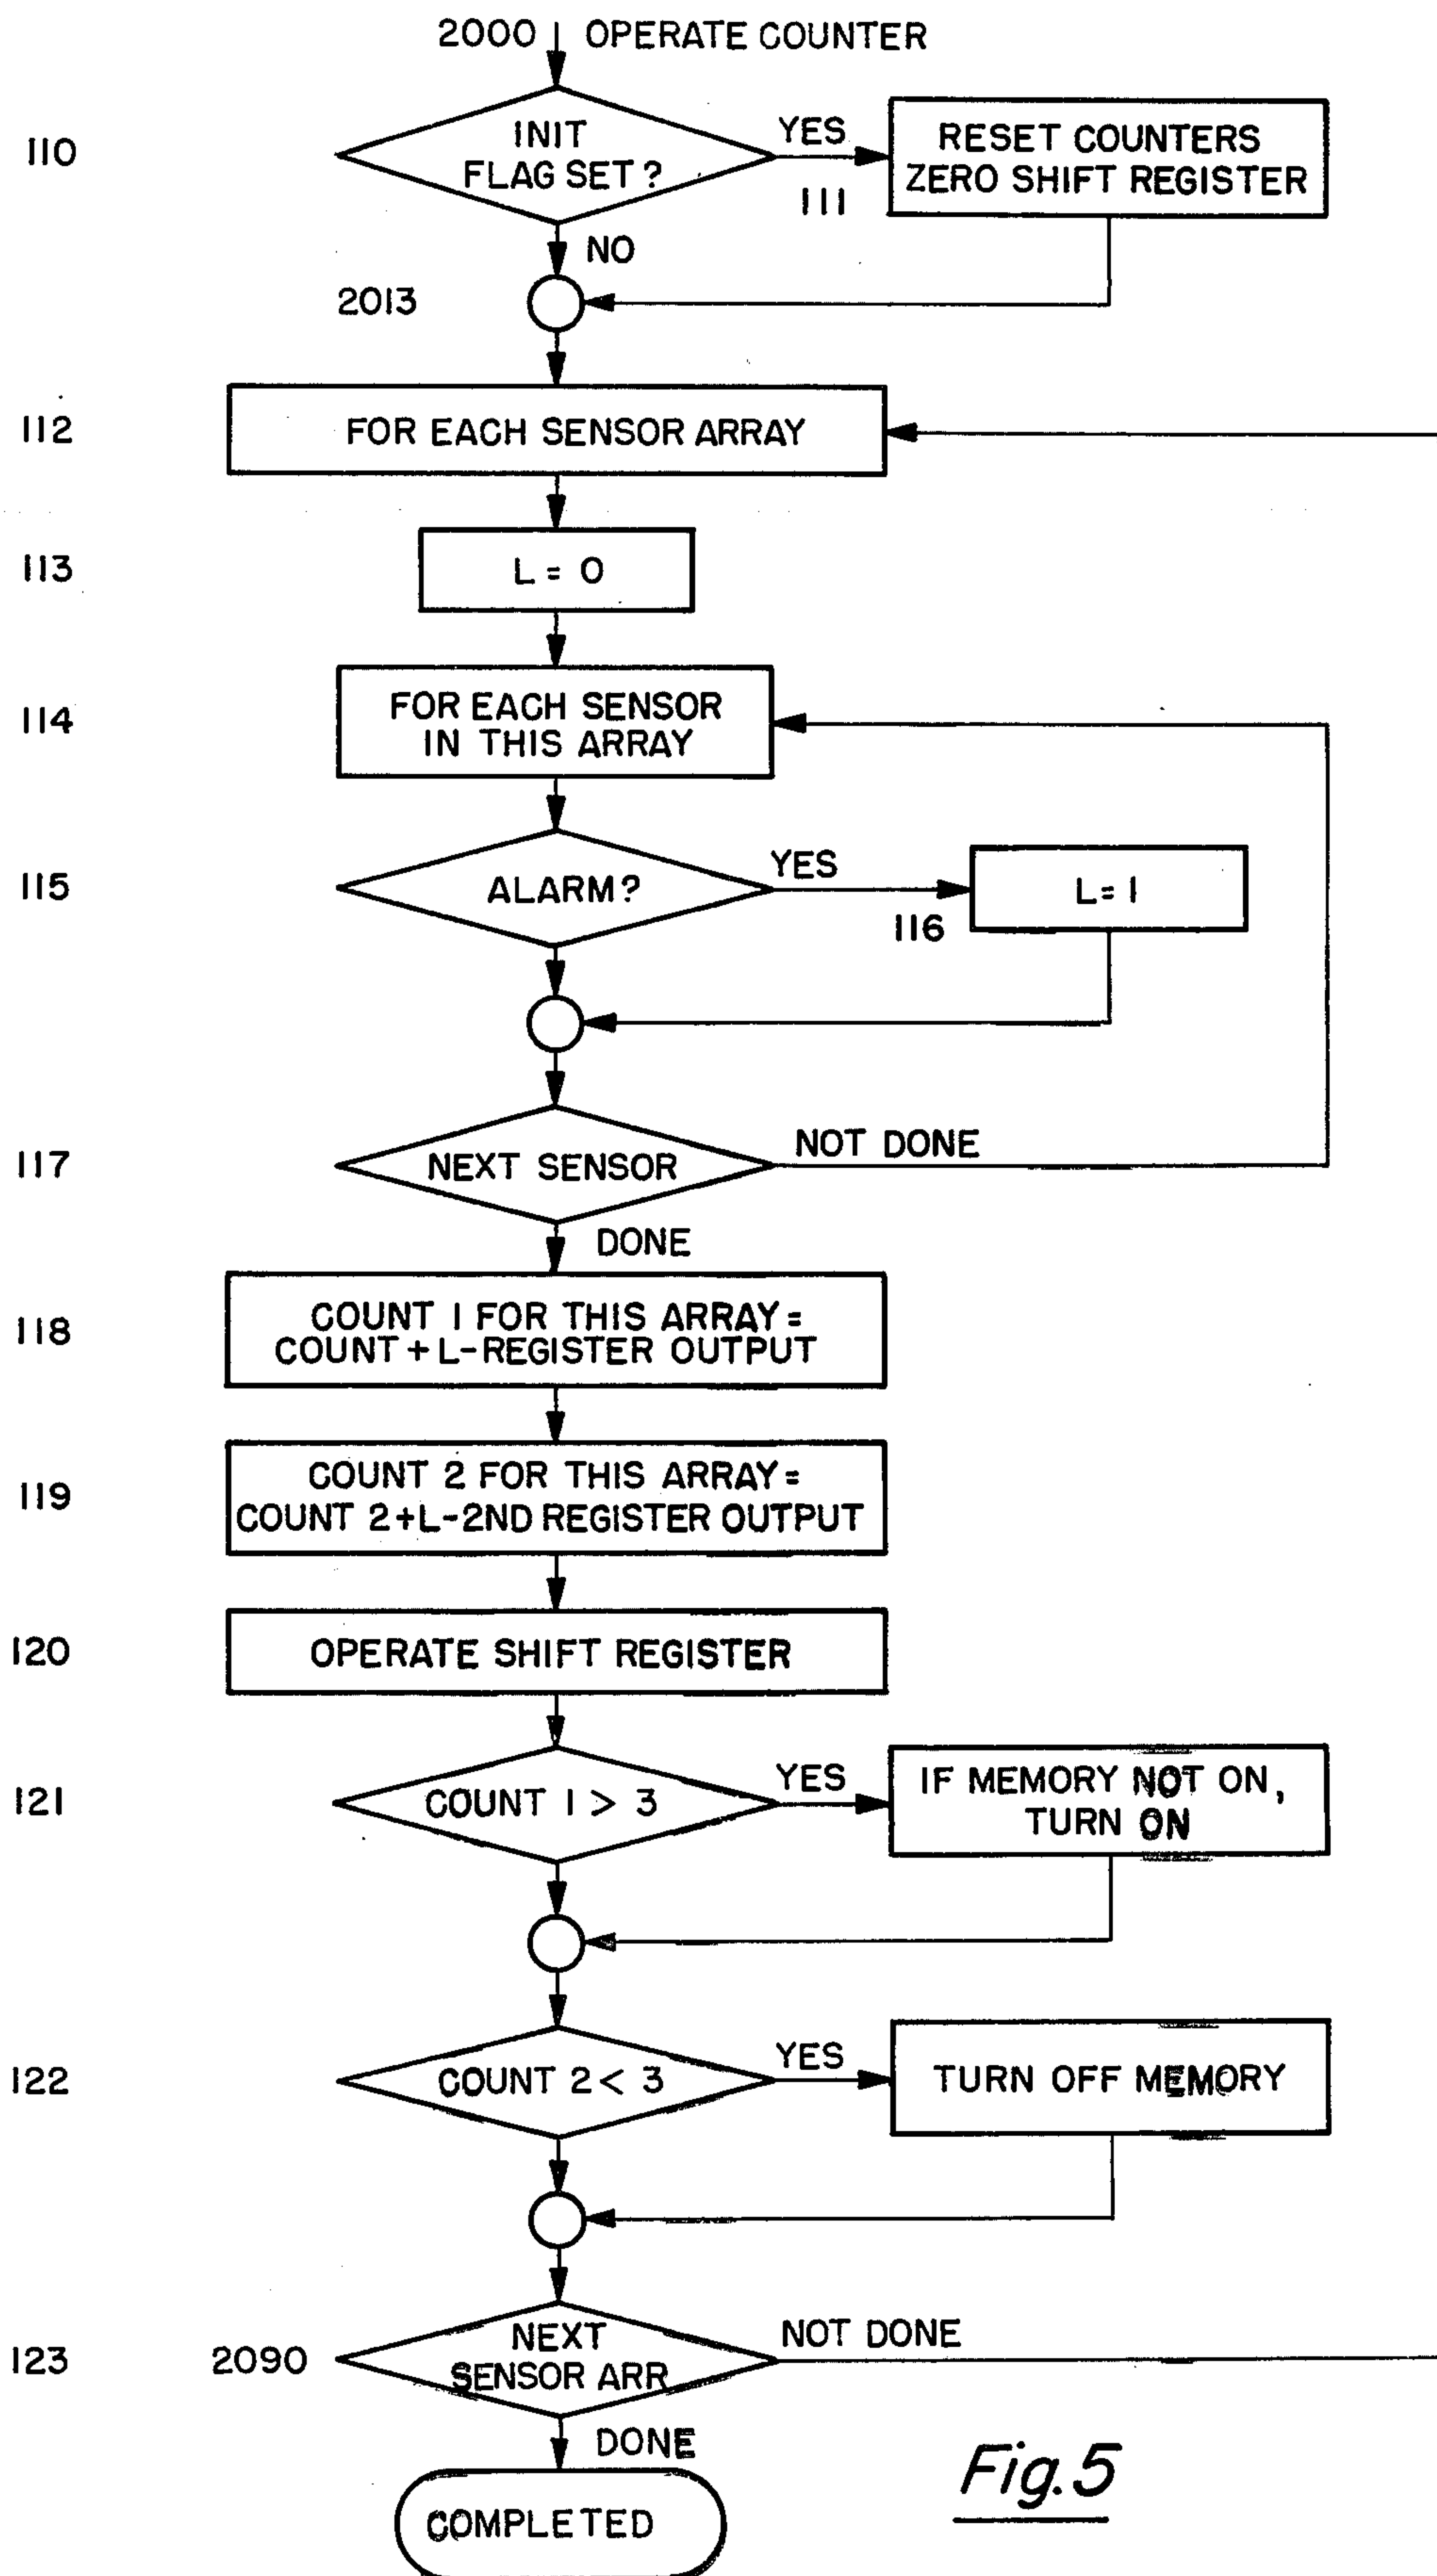 2000 OPERATE COUNTER
110
INIT
FLAG SET?
YES
111
RESET COUNTERS
ZERO SHIFT REGISTER
NO
2013
112
FOR EACH SENSOR ARRAY
113
L = 0
114
FOR EACH SENSOR
IN THIS ARRAY
115
ALARM?
YES
116
L = 1
117
NEXT SENSOR
NOT DONE
DONE
118
COUNT 1 FOR THIS ARRAY =
COUNT + L - REGISTER OUTPUT
119
COUNT 2 FOR THIS ARRAY =
COUNT 2 + L - 2ND REGISTER OUTPUT
120
OPERATE SHIFT REGISTER
121
COUNT 1 > 3
YES
IF MEMORY NOT ON,
TURN ON
122
COUNT 2 < 3
YES
TURN OFF MEMORY
123
2090
NEXT
SENSOR ARR
NOT DONE
DONE
COMPLETED
Fig. 5